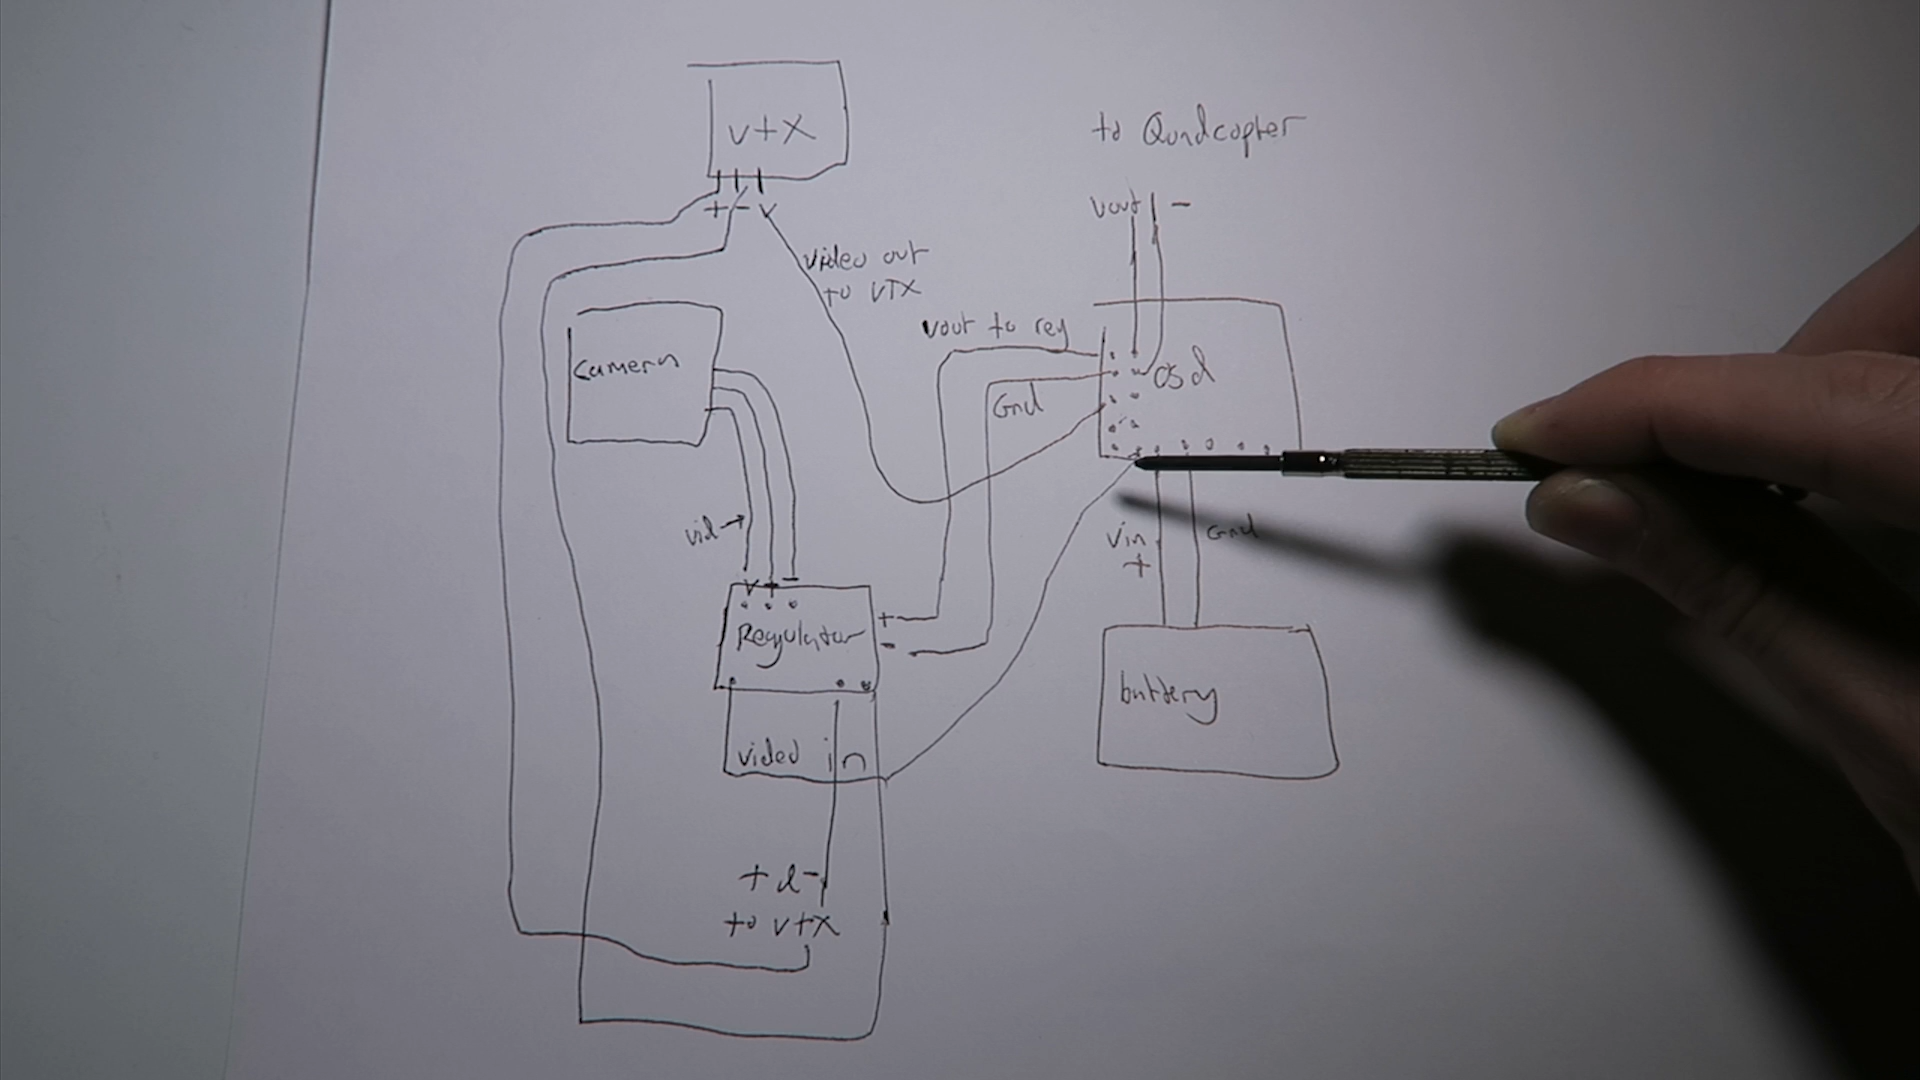 vtx
+ - v
to Quadcopter
Vout | -
video out
to VTX
Camera
Vout to reg
Gnd
osd
vid →
Vin
+
Gnd
v + -
Regulator
+
-
battery
video in
+ d -
to vtx